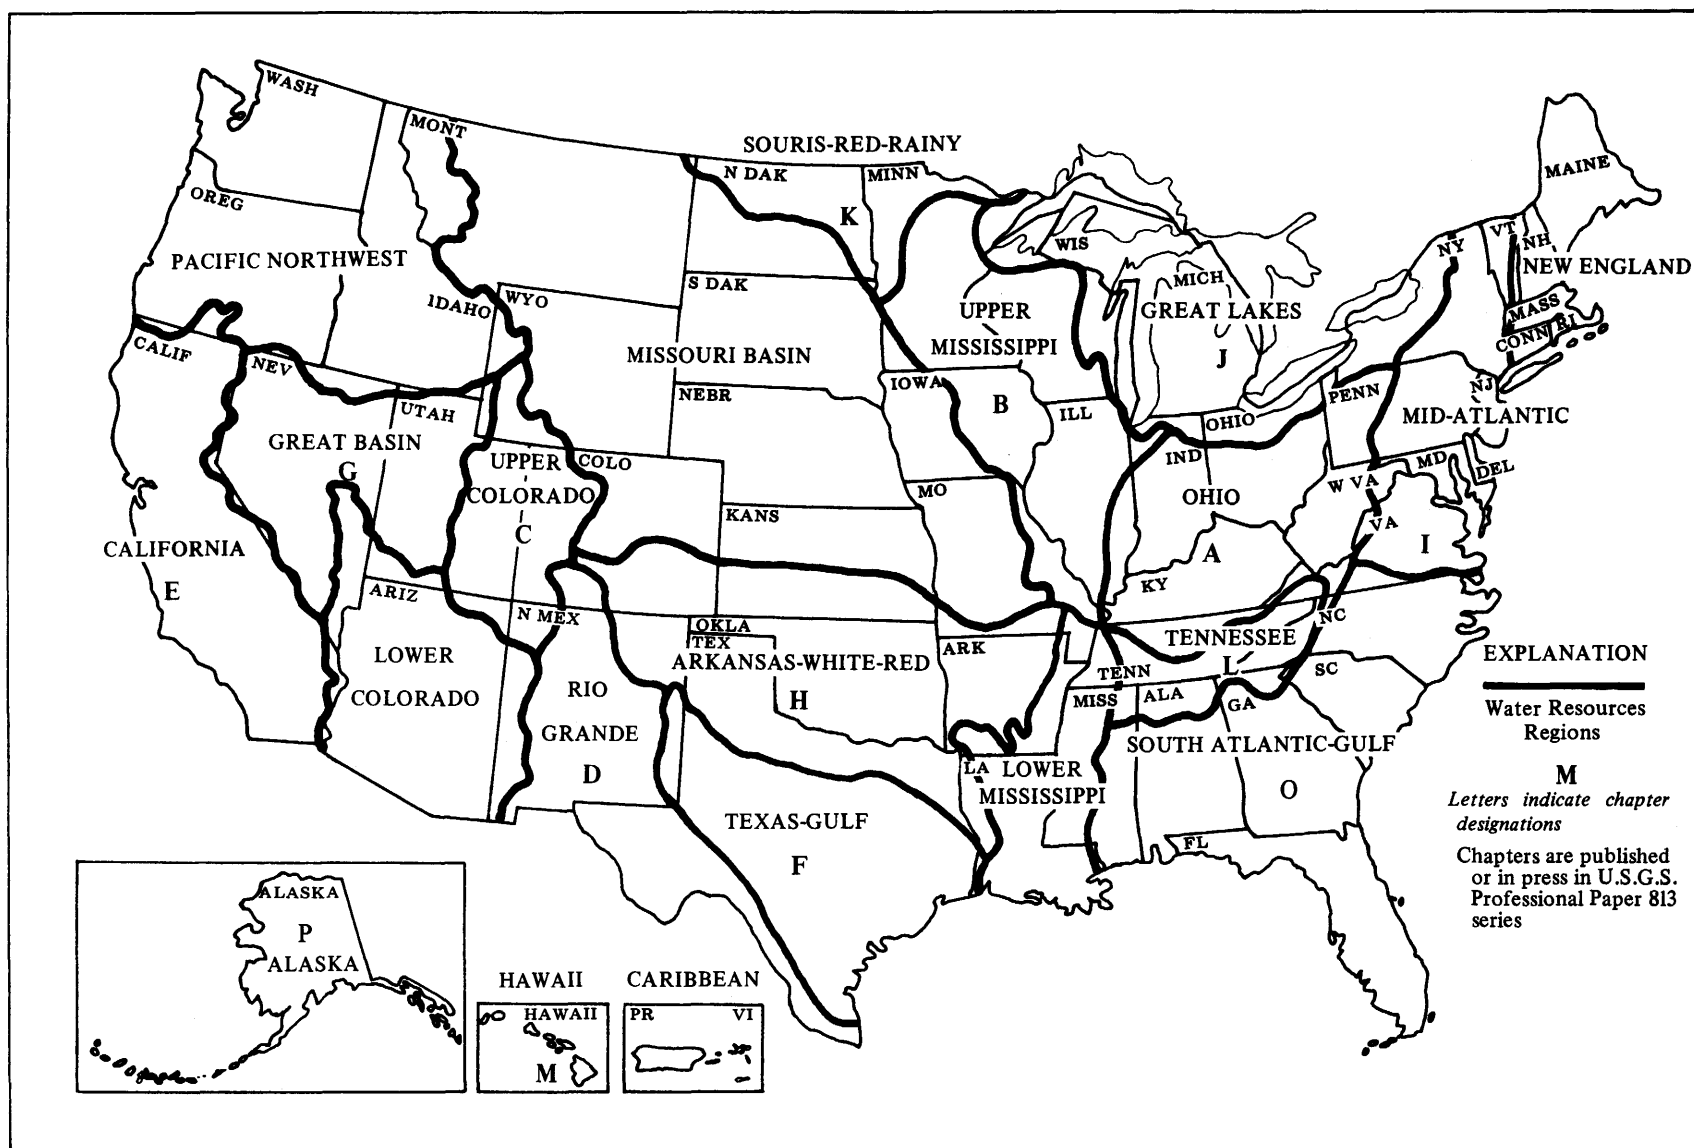 WASH
MONT
OREG
PACIFIC NORTHWEST
IDAHO
WYO
SOURIS-RED-RAINY
N DAK
MINN
K
S DAK
WIS
MICH
GREAT LAKES
J
UPPER
MISSISSIPPI
MAINE
NY
VT
NH
NEW ENGLAND
MASS
CONN
RI
CALIF
NEV
UTAH
MISSOURI BASIN
NEBR
IOWA
B
ILL
OHIO
PENN
NJ
MID-ATLANTIC
GREAT BASIN
G
UPPER
COLORADO
C
COLO
KANS
MO
IND
OHIO
A
KY
W VA
MD
DEL
VA
I
CALIFORNIA
E
ARIZ
N MEX
OKLA
TEX
ARKANSAS-WHITE-RED
H
ARK
TENNESSEE
L
TENN
NC
SC
LOWER
COLORADO
RIO
GRANDE
D
MISS
ALA
GA
SOUTH ATLANTIC-GULF
O
LA
LOWER
MISSISSIPPI
TEXAS-GULF
F
FL
EXPLANATION
Water Resources
Regions
M
Letters indicate chapter
designations
Chapters are published
or in press in U.S.G.S.
Professional Paper 813
series
ALASKA
P
ALASKA
HAWAII
HAWAII
M
CARIBBEAN
PR
VI